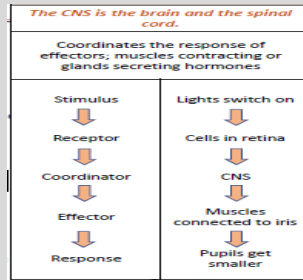 The CNS is the brain and the spinal
cord.
Coordinates the response of
effectors; muscles contracting or
glands secreting hormones
Stimulus
Receptor
Coordinator
Effector
Response
Lights switch on
Cells in retina
CNS
Muscles
connected to iris
Pupils get
smaller